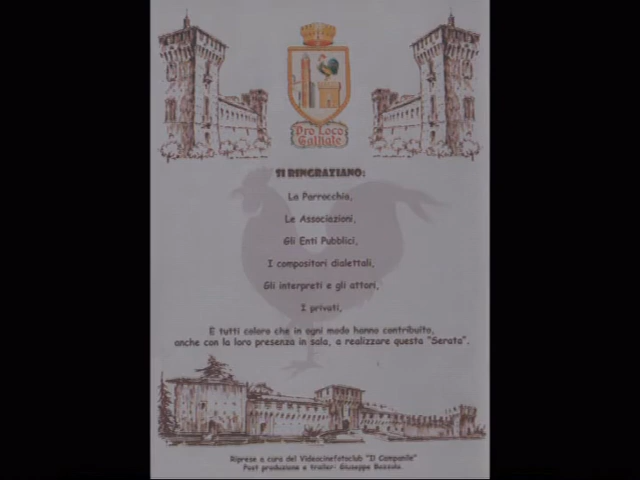 Pro Loco
Galliate
SI RINGRAZIANO:
La Parrocchia,
Le Associazioni,
Gli Enti Pubblici,
I compositori dialettali,
Gli interpreti e gli attori,
I privati,
E tutti coloro che in ogni modo hanno contribuito,
anche con la loro presenza in sala, a realizzare questa "Serata".
Riprese a cura del Videocinefotoclub "Il Campanile"
Post produzione e trailer: Giuseppe Bozzola.